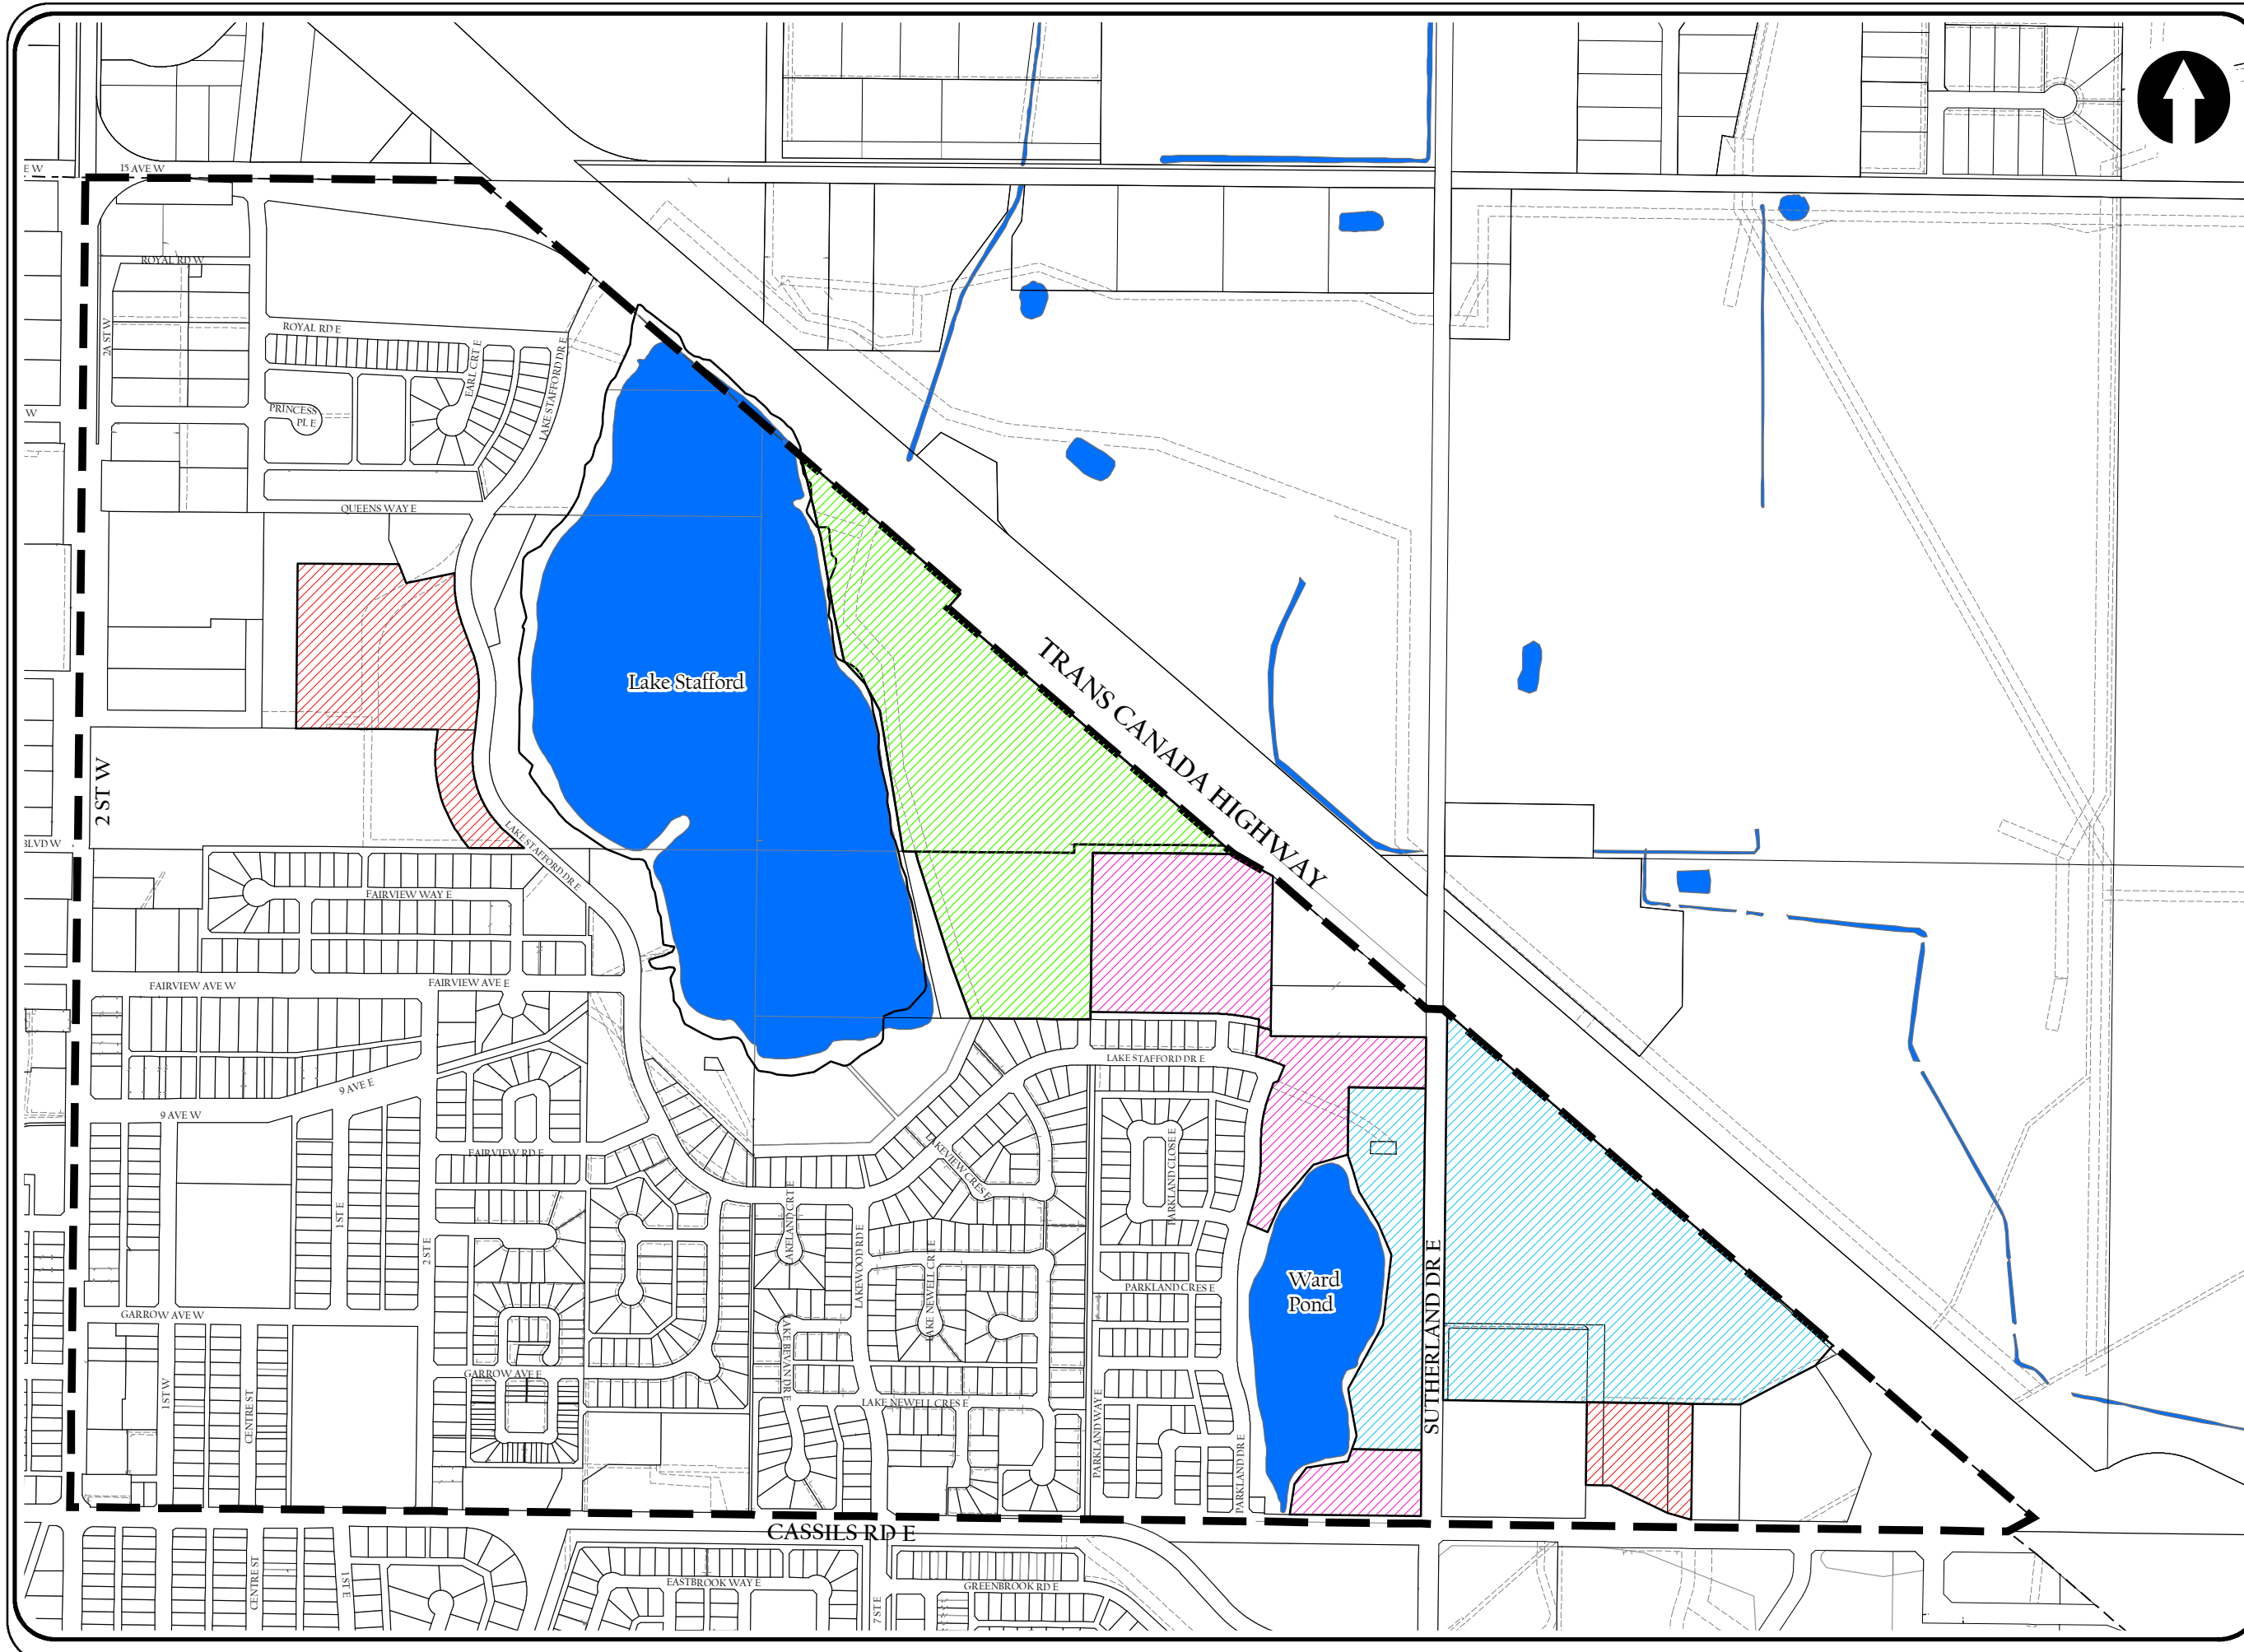 E W
15 AVE W
ROYAL RD W
2A ST W
ROYAL RD E
EARL CRT E
LAKE STAFFORD DR E
W
PRINCESS
PL E
QUEENS WAY E
TRANS CANADA HIGHWAY
Lake Stafford
2 ST W
LAKE STAFFORD DR E
BLVD W
FAIRVIEW WAY E
FAIRVIEW AVE W
FAIRVIEW AVE E
LAKE STAFFORD DR E
9 AVE E
9 AVE W
FAIRVIEW RD E
LAKEVIEW CRES E
PARKLAND CLOSE E
1 ST E
2 ST E
LAKELAND CRT E
LAKEWOOD RD E
LAKE NEWELL CRT E
Ward
Pond
PARKLAND CRES E
SUTHERLAND DR E
GARROW AVE W
LAKE BEVAN DR E
GARROW AVE E
1 ST W
CENTRE ST
LAKE NEWELL CRES E
PARKLAND WAY E
PARKLAND DR E
CASSILS RD E
CENTRE ST
1 ST E
EASTBROOK WAY E
7 ST E
GREENBROOK RD E